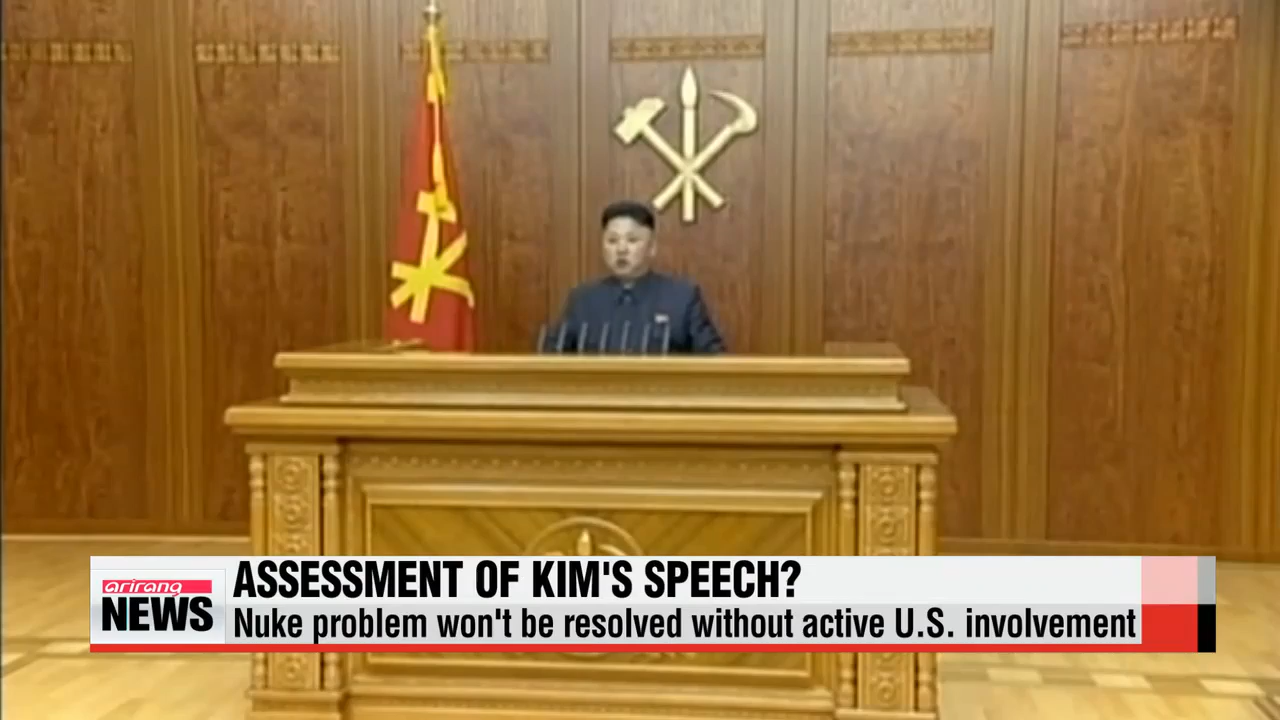 ASSESSMENT OF KIM'S SPEECH?
arirang
NEWS
Nuke problem won't be resolved without active U.S. involvement